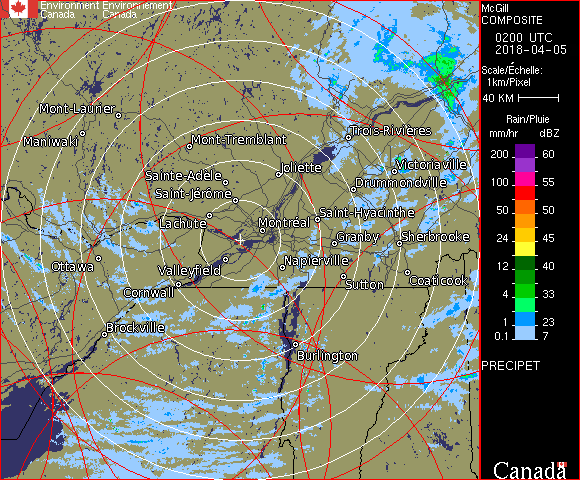 Environment Environnement
Canada Canada
McGill
COMPOSITE
0200 UTC
2018-04-05
Scale/Échelle:
1km/Pixel
40 KM
Rain/Pluie
mm/hr dBZ
200 60
150 57
100 55
50 50
24 45
12 40
4 33
1 23
0.1 7
PRECIPET
Canada
Mont-Laurier
Maniwaki
Mont-Tremblant
Trois-Rivières
Joliette
Victoriaville
Sainte-Adèle
Drummondville
Saint-Jérôme
Lachute
Saint-Hyacinthe
Montréal
Granby
Sherbrooke
Ottawa
Valleyfield
Napierville
Sutton
Coaticook
Cornwall
Brockville
Burlington